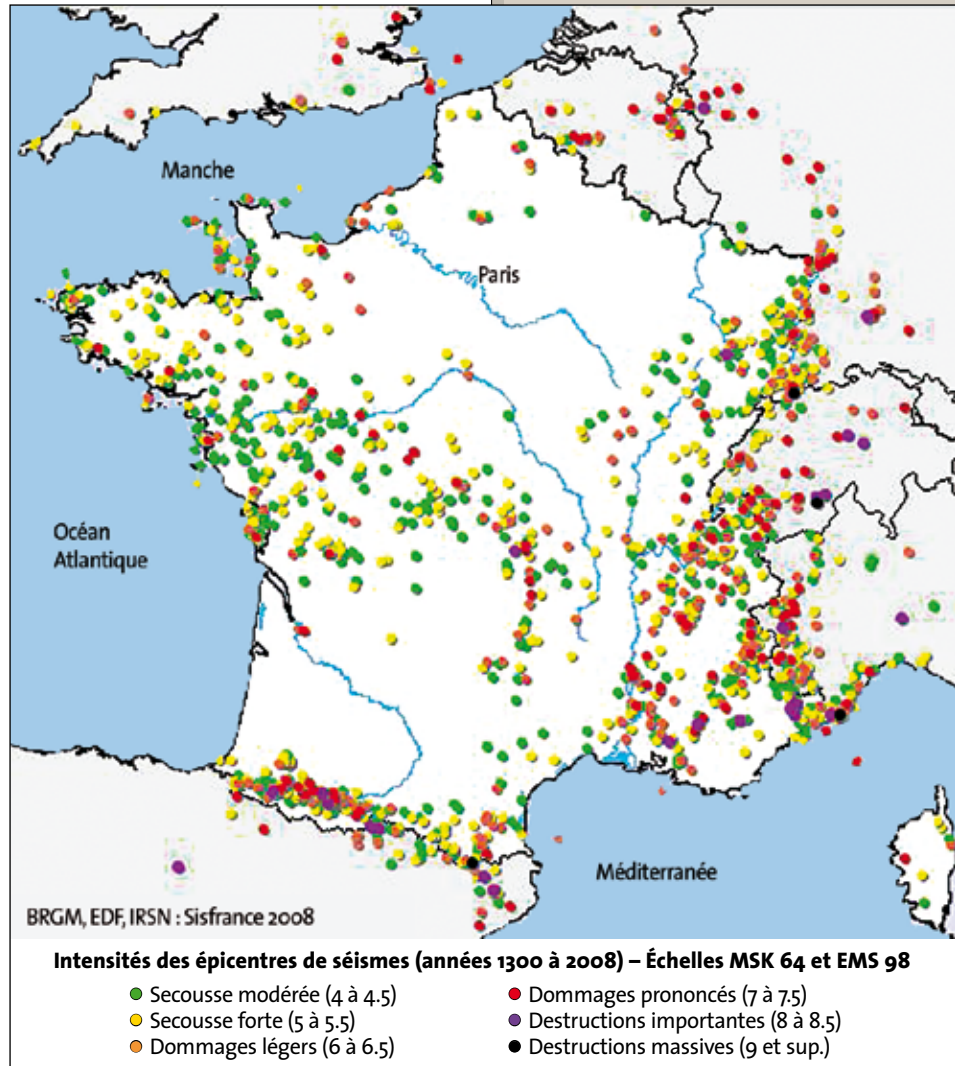 Manche
Paris
Océan
Atlantique
Méditerranée
BRGM, EDF, IRSN : Sisfrance 2008
Intensités des épicentres de séismes (années 1300 à 2008) – Échelles MSK 64 et EMS 98
Secousse modérée (4 à 4.5)
Secousse forte (5 à 5.5)
Dommages légers (6 à 6.5)
Dommages prononcés (7 à 7.5)
Destructions importantes (8 à 8.5)
Destructions massives (9 et sup.)